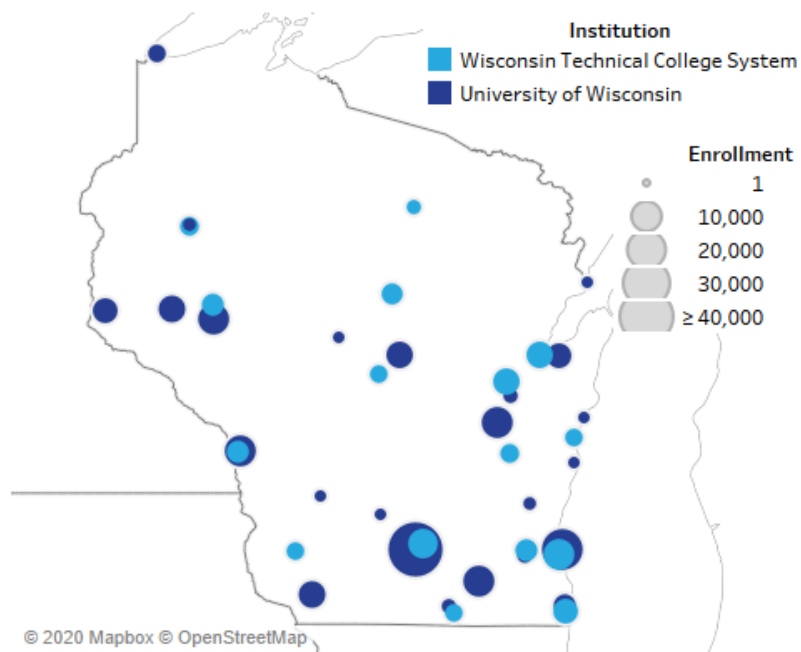 Institution
Wisconsin Technical College System
University of Wisconsin
Enrollment
1
10,000
20,000
30,000
≥ 40,000
© 2020 Mapbox © OpenStreetMap